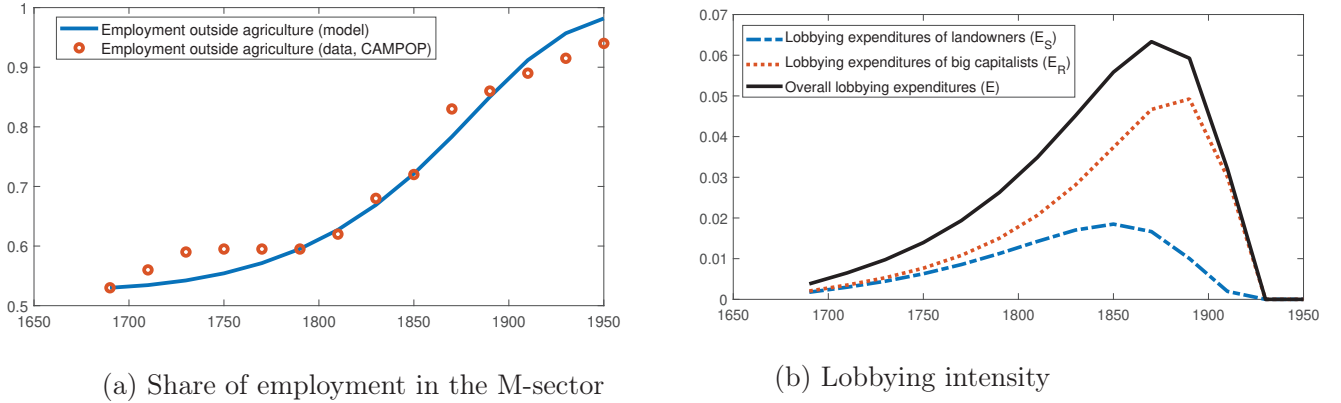 1
0.9
0.8
0.7
0.6
0.5
1650 1700 1750 1800 1850 1900 1950
Employment outside agriculture (model)
Employment outside agriculture (data, CAMPOP)
(a) Share of employment in the M-sector
0.07
0.06
0.05
0.04
0.03
0.02
0.01
0
1650 1700 1750 1800 1850 1900 1950
Lobbying expenditures of landowners (E_S)
Lobbying expenditures of big capitalists (E_R)
Overall lobbying expenditures (E)
(b) Lobbying intensity